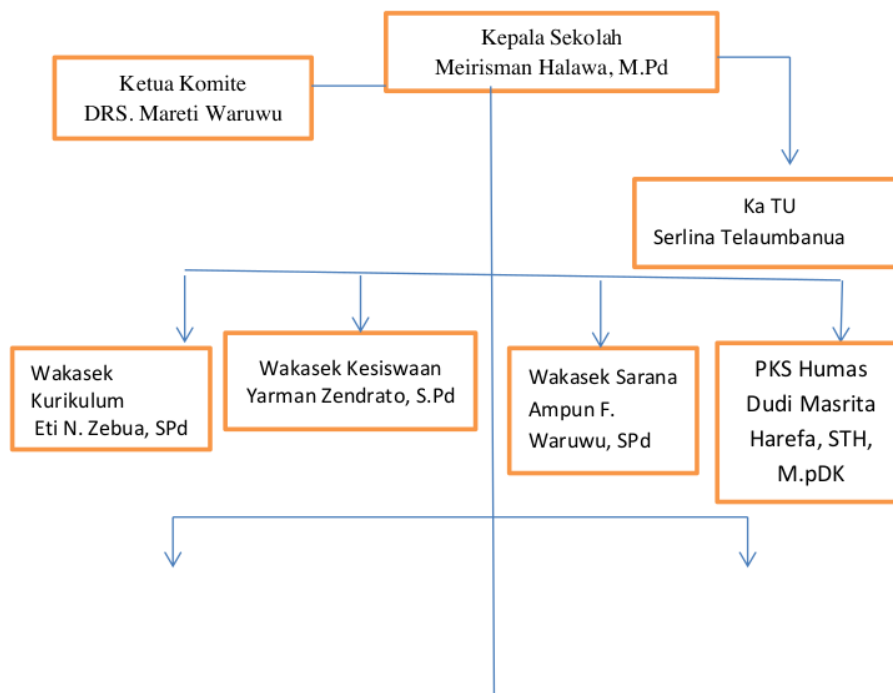 Kepala Sekolah
Meirisman Halawa, M.Pd
Ketua Komite
DRS. Mareti Waruwu
Ka TU
Serlina Telaumbanua
Wakasek
Kurikulum
Eti N. Zebua, SPd
Wakasek Kesiswaan
Yarman Zendrato, S.Pd
Wakasek Sarana
Ampun F.
Waruwu, SPd
PKS Humas
Dudi Masrita
Harefa, STH,
M.pDK